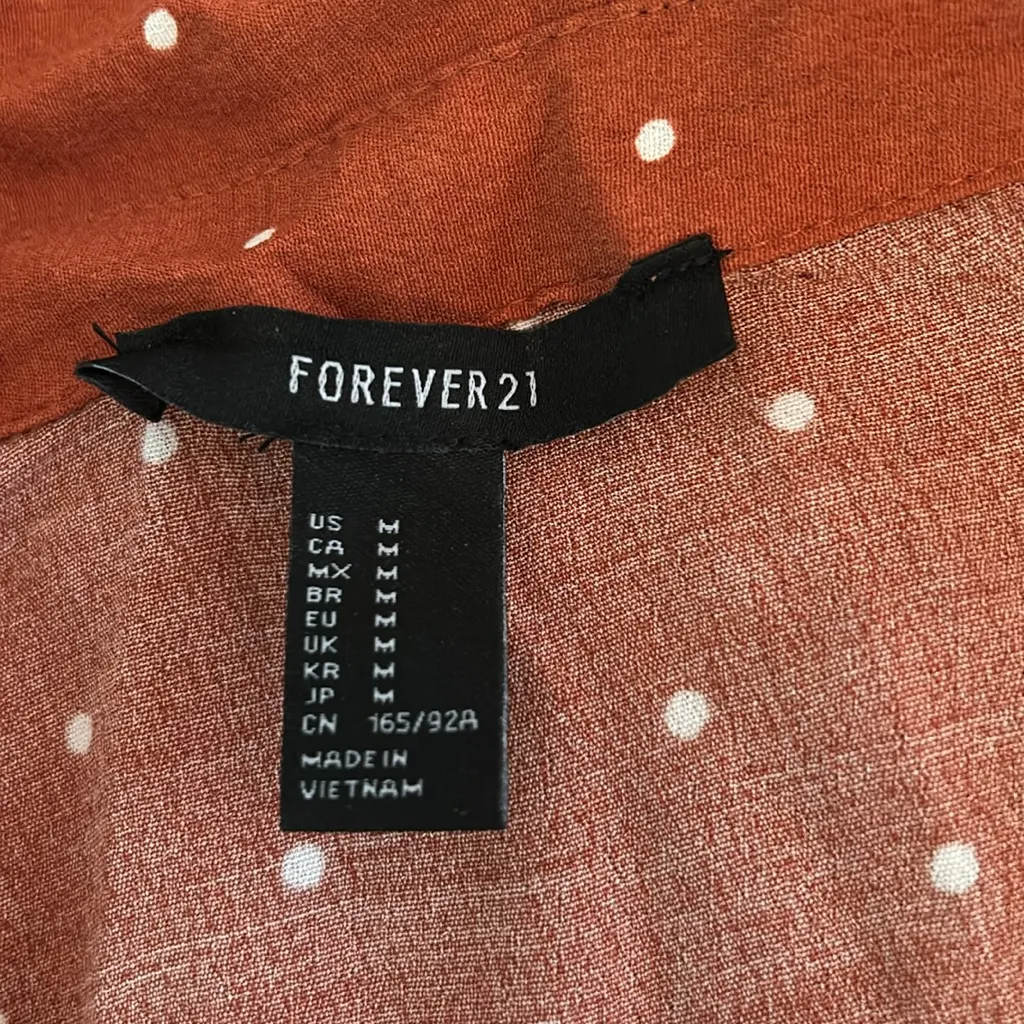 FOREVER 21
US M
CA M
MX M
BR M
EU M
UK M
KR M
JP M
CN 165/92A
MADE IN
VIETNAM